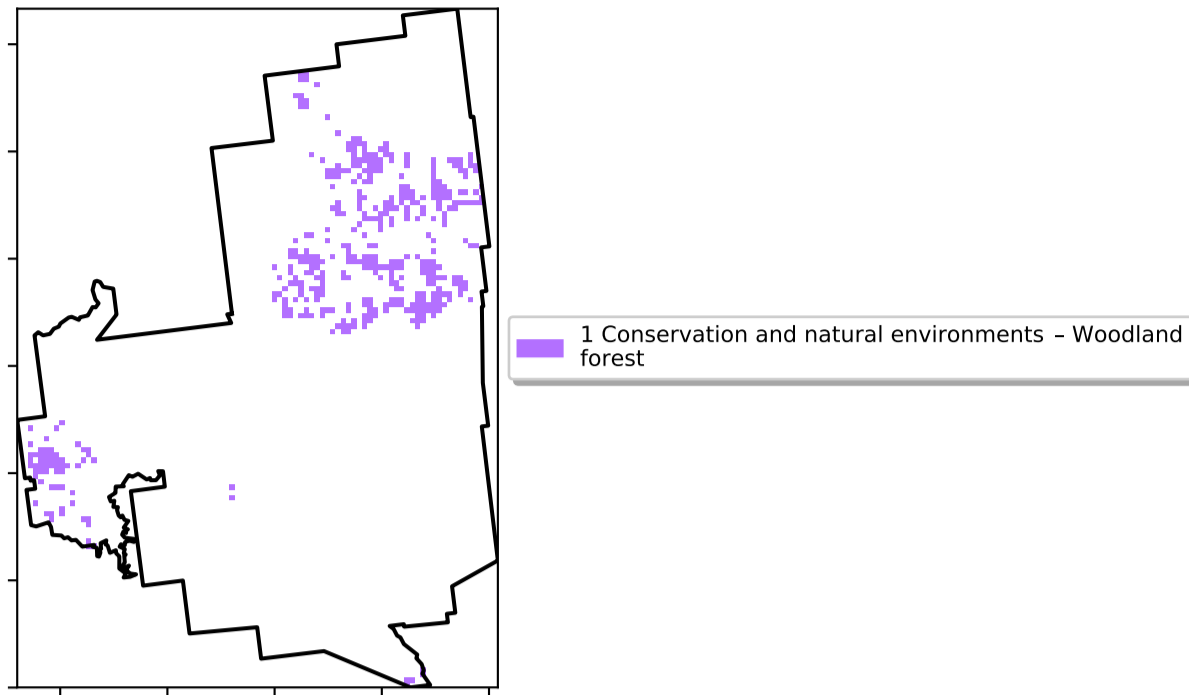 1 Conservation and natural environments – Woodland
forest